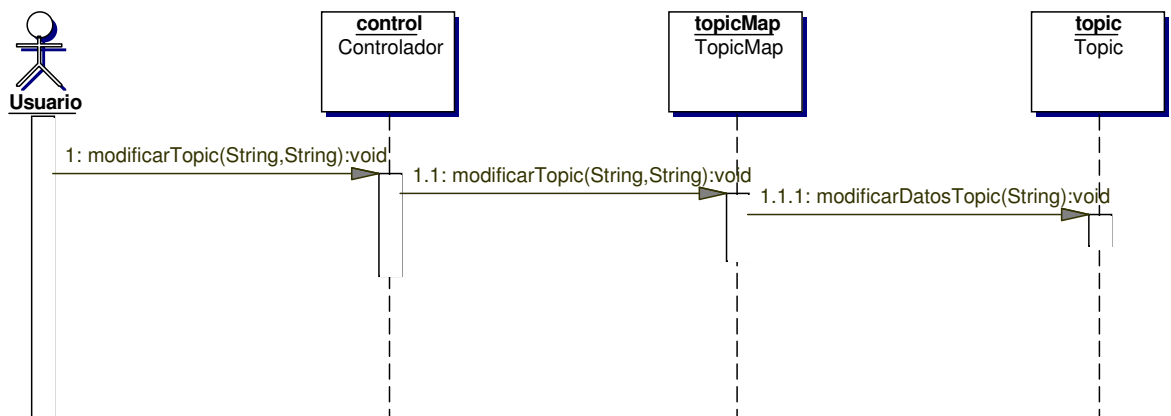 control
Controlador
topicMap
TopicMap
topic
Topic
Usuario
1: modificarTopic(String,String):void
1.1: modificarTopic(String,String):void
1.1.1: modificarDatosTopic(String):void